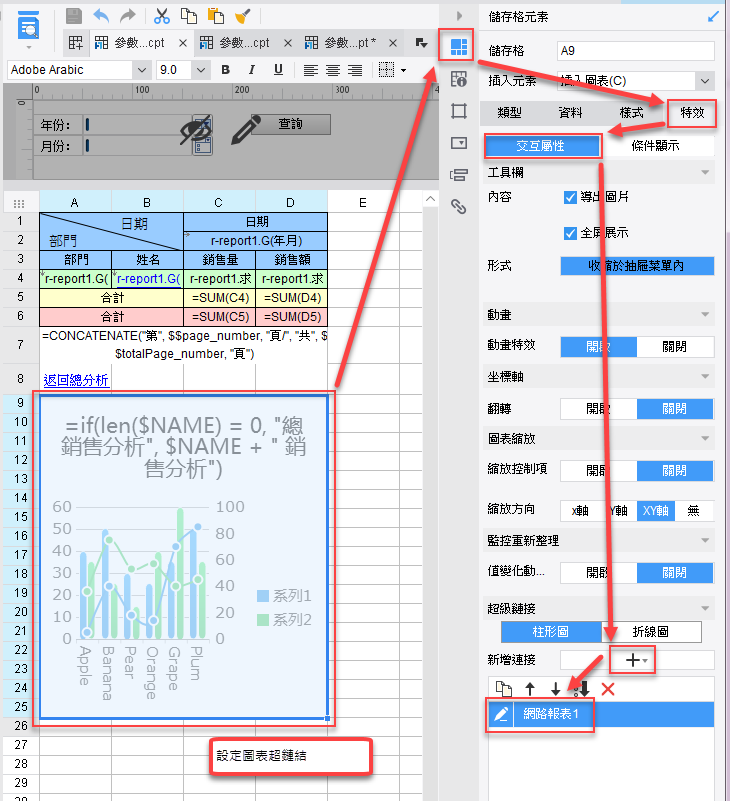 參數...cpt
參數...cpt
參數...pt *
Adobe Arabic
9.0
B I U
0 100 200 300 4
年份:
月份:
查詢
A B C D E
1 日期 日期
2 部門 r-report1.G(年月)
3 部門 姓名 銷售量 銷售額
4 r-report1.G( r-report1.G( r-report1.求 r-report1.求
5 合計 =SUM(C4) =SUM(D4)
6 合計 =SUM(C5) =SUM(D5)
7 =CONCATENATE("第", $$page_number, "頁/", "共", $
$totalPage_number, "頁")
8 返回總分析
9
10
11
12
13
14
15
16
17
18
19
20
21
22
23
24
25
26
27
28
29
=if(len($NAME) = 0, "總
銷售分析", $NAME + " 銷
售分析")
60
50
40
30
20
10
0
100
80
60
40
20
0
系列1
系列2
Apple
Banana
Pear
Orange
Grape
Plum
設定圖表超鏈結
儲存格元素
儲存格 A9
插入元素 插入圖表(C)
類型 資料 樣式 特效
交互屬性 條件顯示
工具欄
內容 導出圖片
全屏展示
形式 收縮於抽屜菜單內
動畫
動畫特效 開啟 關閉
坐標軸
翻轉 開啟 關閉
圖表縮放
縮放控制項 開啟 關閉
縮放方向 x軸 Y軸 XY軸 無
監控重新整理
值變化動... 開啟 關閉
超級鏈接
柱形圖 折線圖
新增連接
網路報表1